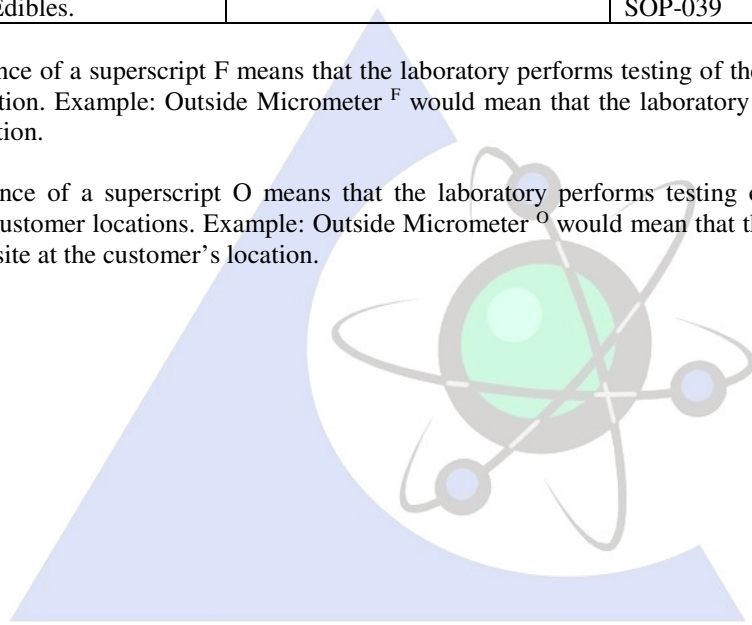 Edibles. SOP-039
nce of a superscript F means that the laboratory performs testing of the
tion. Example: Outside Micrometer F would mean that the laboratory
tion.
nce of a superscript O means that the laboratory performs testing
ustomer locations. Example: Outside Micrometer O would mean that th
site at the customer’s location.